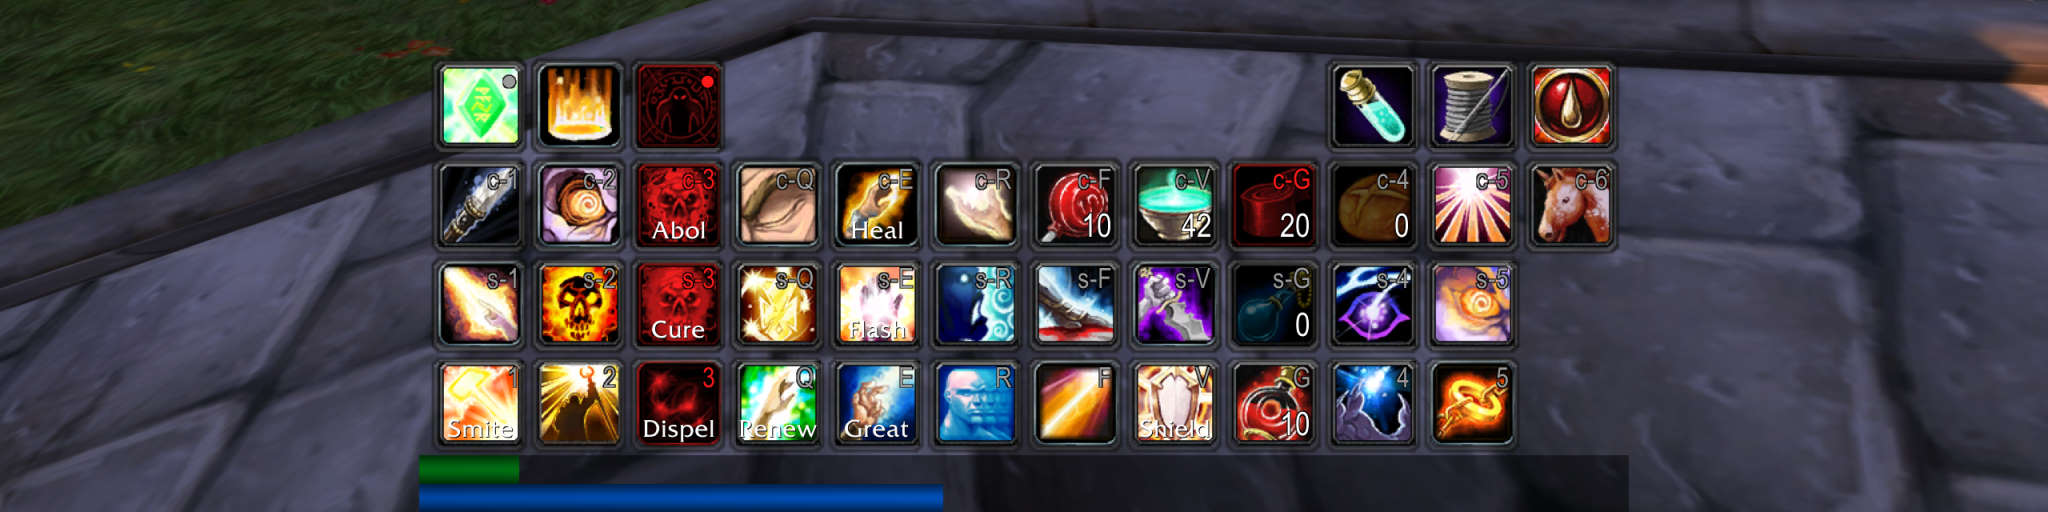 c-1 c-2 c-3 c-Q c-E c-R c-F c-V c-G c-4 c-5 c-6
Abol Heal 10 42 20 0
s-1 s-2 s-3 s-Q s-E s-R s-F s-V s-G s-4 s-5
Cure Flash 0
1 2 3 Q E R F V G 4 5
Smite Dispel Renew Great Shield 10